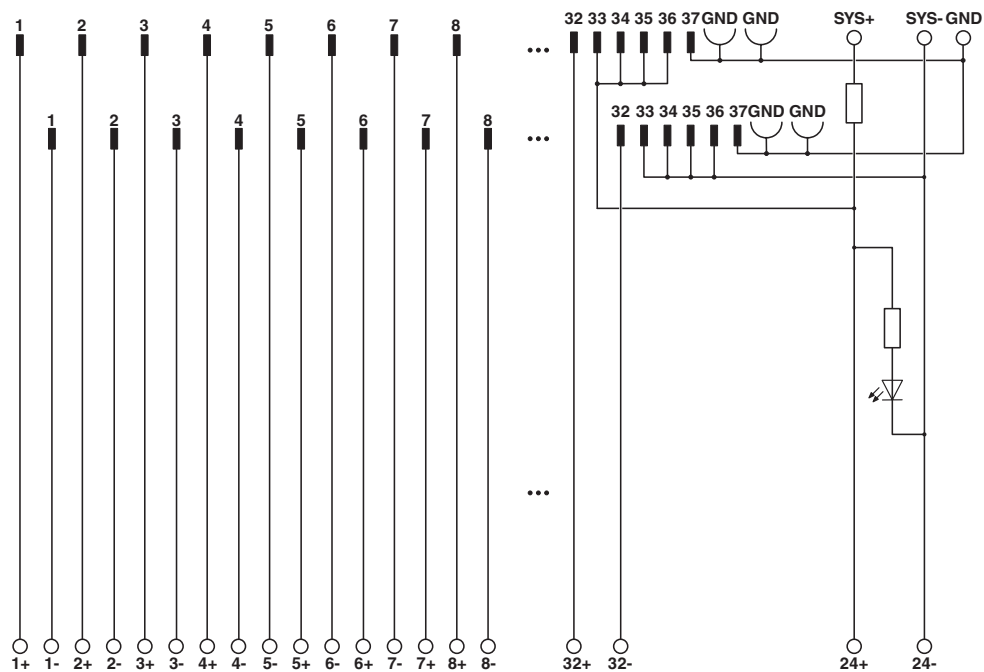 1 2 3 4 5 6 7 8 ... 32 33 34 35 36 37 GND GND SYS+ SYS- GND
1 2 3 4 5 6 7 8 ... 32 33 34 35 36 37 GND GND
...
1+ 1- 2+ 2- 3+ 3- 4+ 4- 5- 5+ 6- 6+ 7- 7+ 8+ 8- 32+ 32- 24+ 24-